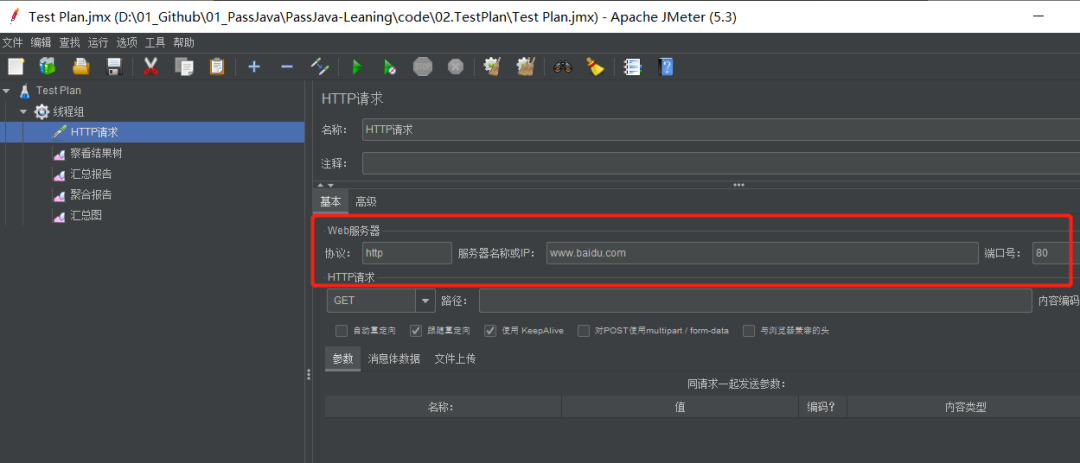 Test Plan.jmx (D:\01_Github\01_PassJava\PassJava-Leaning\code\02.TestPlan\Test Plan.jmx) - Apache JMeter (5.3)
文件 编辑 查找 运行 选项 工具 帮助
Test Plan
线程组
HTTP请求
察看结果树
汇总报告
聚合报告
汇总图
HTTP请求
名称: HTTP请求
注释:
基本 高级
Web服务器
协议: http 服务器名称或IP: www.baidu.com 端口号: 80
HTTP请求
GET 路径: 内容编码
自动重定向 跟随重定向 使用 KeepAlive 对POST使用multipart / form-data 与浏览器兼容的头
参数 消息体数据 文件上传
同请求一起发送参数:
名称: 值 编码? 内容类型